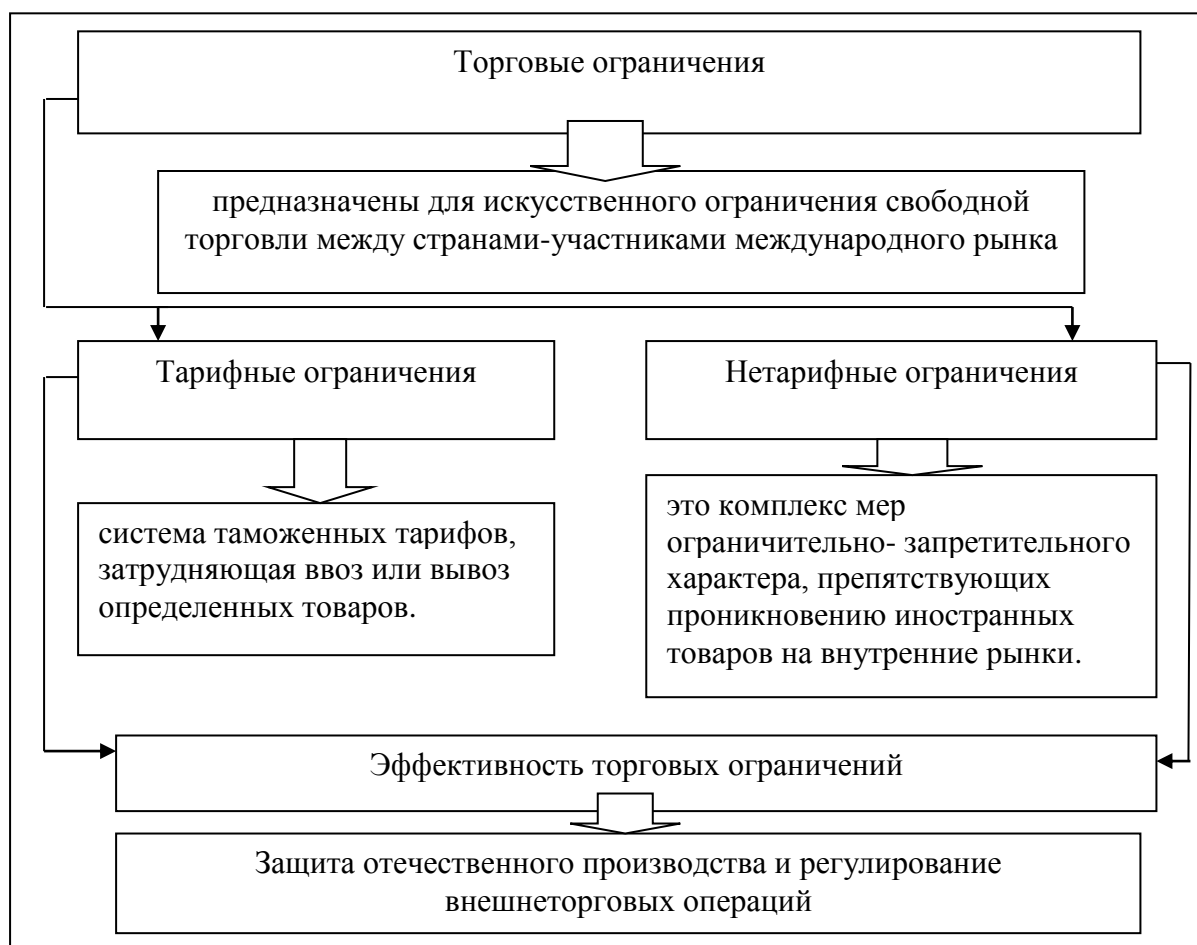 Торговые ограничения
предназначены для искусственного ограничения свободной
торговли между странами-участниками международного рынка
Тарифные ограничения
Нетарифные ограничения
система таможенных тарифов,
затрудняющая ввоз или вывоз
определенных товаров.
это комплекс мер
ограничительно- запретительного
характера, препятствующих
проникновению иностранных
товаров на внутренние рынки.
Эффективность торговых ограничений
Защита отечественного производства и регулирование
внешнеторговых операций